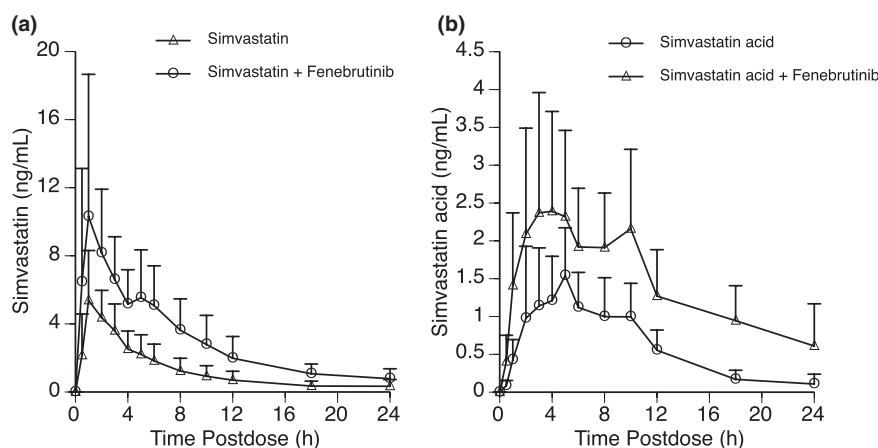 (a)
Simvastatin
Simvastatin + Fenebrutinib
20
16
12
8
4
0
Simvastatin (ng/mL)
0 4 8 12 16 20 24
Time Postdose (h)
(b)
Simvastatin acid
Simvastatin acid + Fenebrutinib
4.5
4
3.5
3
2.5
2
1.5
1
0.5
0
Simvastatin acid (ng/mL)
0 4 8 12 16 20 24
Time Postdose (h)